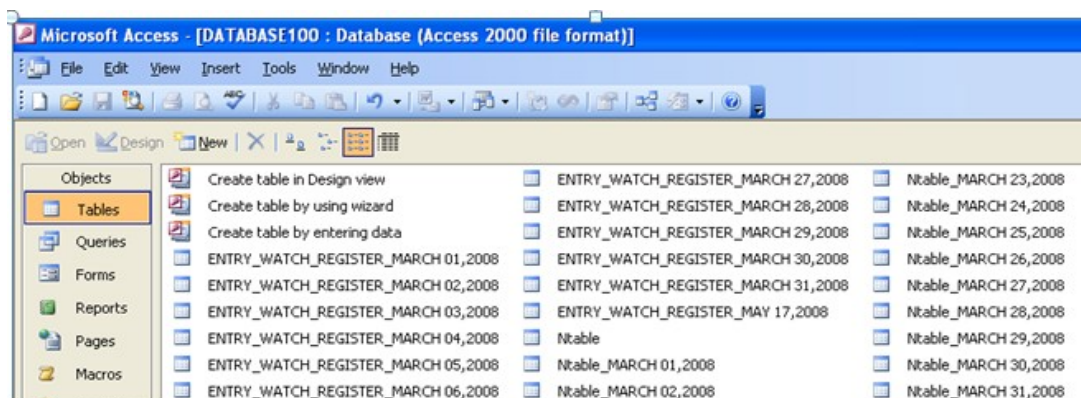 Microsoft Access - [DATABASE100 : Database (Access 2000 file format)]
File Edit View Insert Tools Window Help
ABC
Open Design New
Objects
Tables
Queries
Forms
Reports
Pages
Macros
Create table in Design view
Create table by using wizard
Create table by entering data
ENTRY_WATCH_REGISTER_MARCH 01,2008
ENTRY_WATCH_REGISTER_MARCH 02,2008
ENTRY_WATCH_REGISTER_MARCH 03,2008
ENTRY_WATCH_REGISTER_MARCH 04,2008
ENTRY_WATCH_REGISTER_MARCH 05,2008
ENTRY_WATCH_REGISTER_MARCH 06,2008
ENTRY_WATCH_REGISTER_MARCH 27,2008
ENTRY_WATCH_REGISTER_MARCH 28,2008
ENTRY_WATCH_REGISTER_MARCH 29,2008
ENTRY_WATCH_REGISTER_MARCH 30,2008
ENTRY_WATCH_REGISTER_MARCH 31,2008
ENTRY_WATCH_REGISTER_MAY 17,2008
Ntable
Ntable_MARCH 01,2008
Ntable_MARCH 02,2008
Ntable_MARCH 23,2008
Ntable_MARCH 24,2008
Ntable_MARCH 25,2008
Ntable_MARCH 26,2008
Ntable_MARCH 27,2008
Ntable_MARCH 28,2008
Ntable_MARCH 29,2008
Ntable_MARCH 30,2008
Ntable_MARCH 31,2008